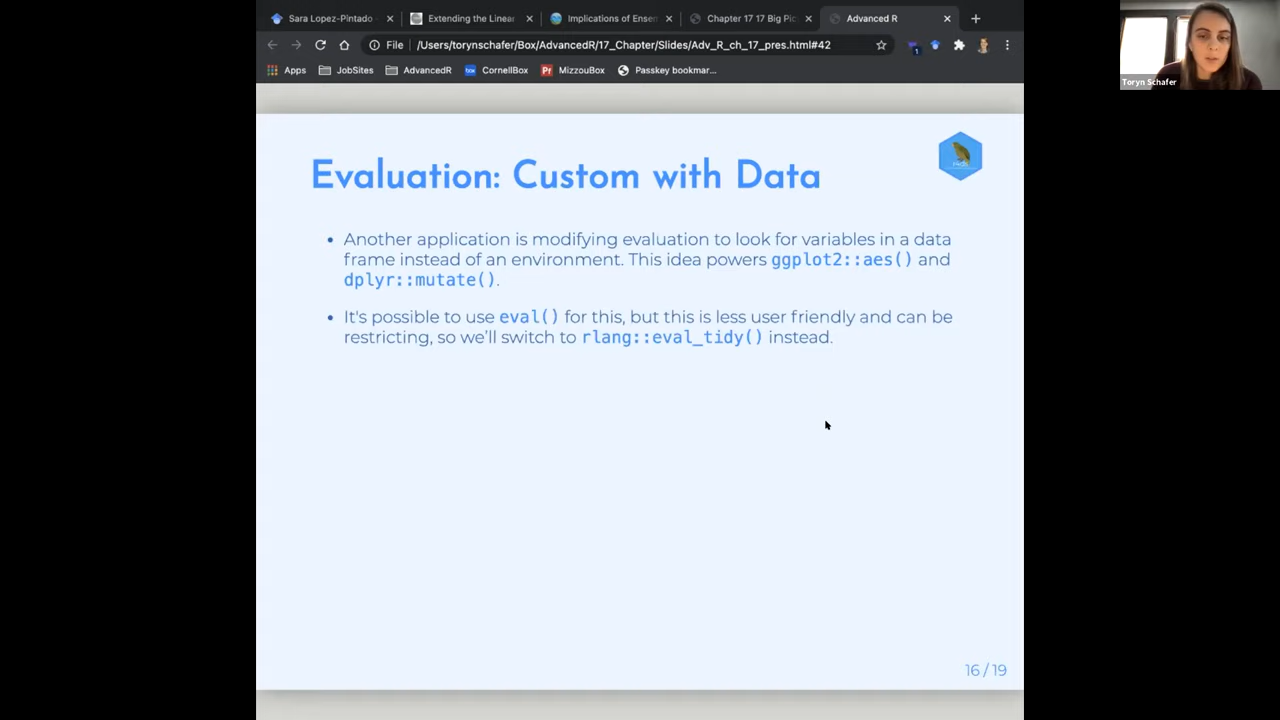 Sara Lopez-Pintado
Extending the Linear
Implications of Ensem
Chapter 17 17 Big Pic
Advanced R
File
/Users/torynschafer/Box/AdvancedR/17_Chapter/Slides/Adv_R_ch_17_pres.html#42
1
Apps
JobSites
AdvancedR
box
CornellBox
Pf
MizzouBox
Passkey bookmar...
Toryn Schafer
Evaluation: Custom with Data
• Another application is modifying evaluation to look for variables in a data
frame instead of an environment. This idea powers ggplot2::aes() and
dplyr::mutate().
• It's possible to use eval() for this, but this is less user friendly and can be
restricting, so we'll switch to rlang::eval_tidy() instead.
16 / 19